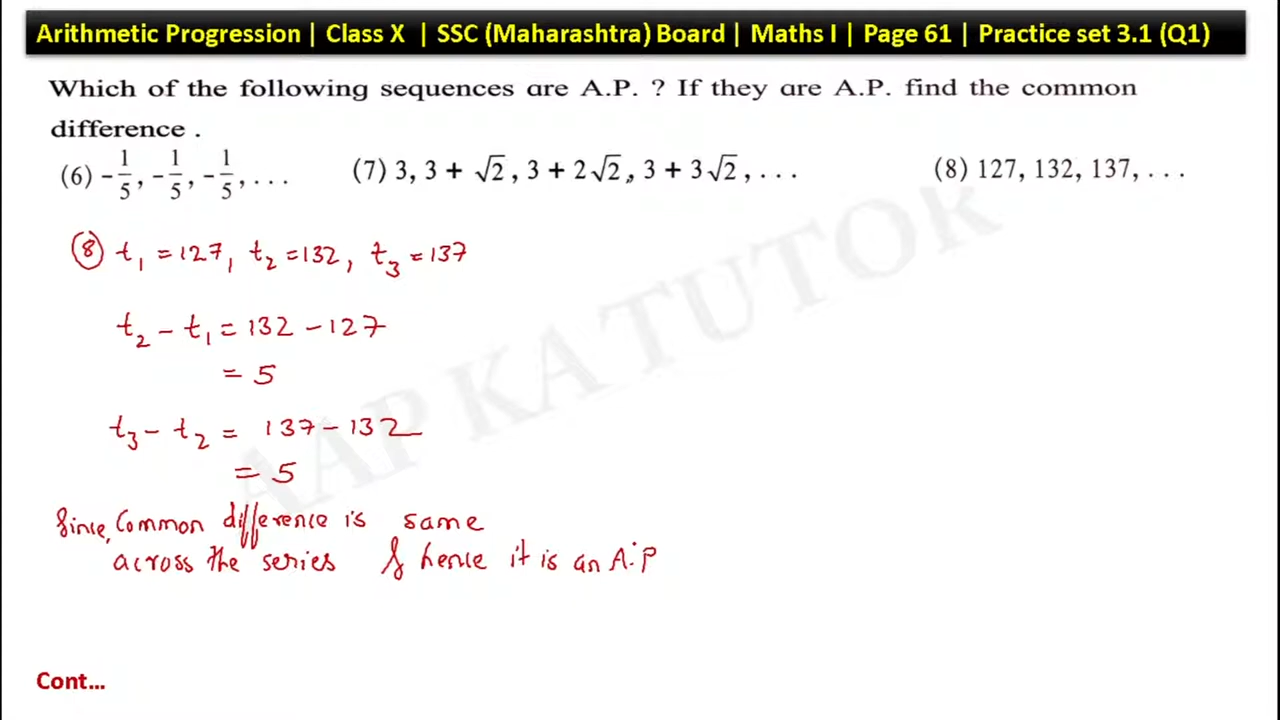 Arithmetic Progression | Class X | SSC (Maharashtra) Board | Maths I | Page 61 | Practice set 3.1 (Q1)
Which of the following sequences are A.P. ? If they are A.P. find the common
difference .
(6) -1/5, -1/5, -1/5, . . . (7) 3, 3 + √2, 3 + 2√2, 3 + 3√2, . . . (8) 127, 132, 137, . . .
⑧ t₁ = 127, t₂ = 132, t₃ = 137
t₂ - t₁ = 132 - 127
= 5
t₃ - t₂ = 137 - 132
= 5
Since, Common difference is same
across the series & hence it is an A.P
AAP KA TUTOR
Cont...